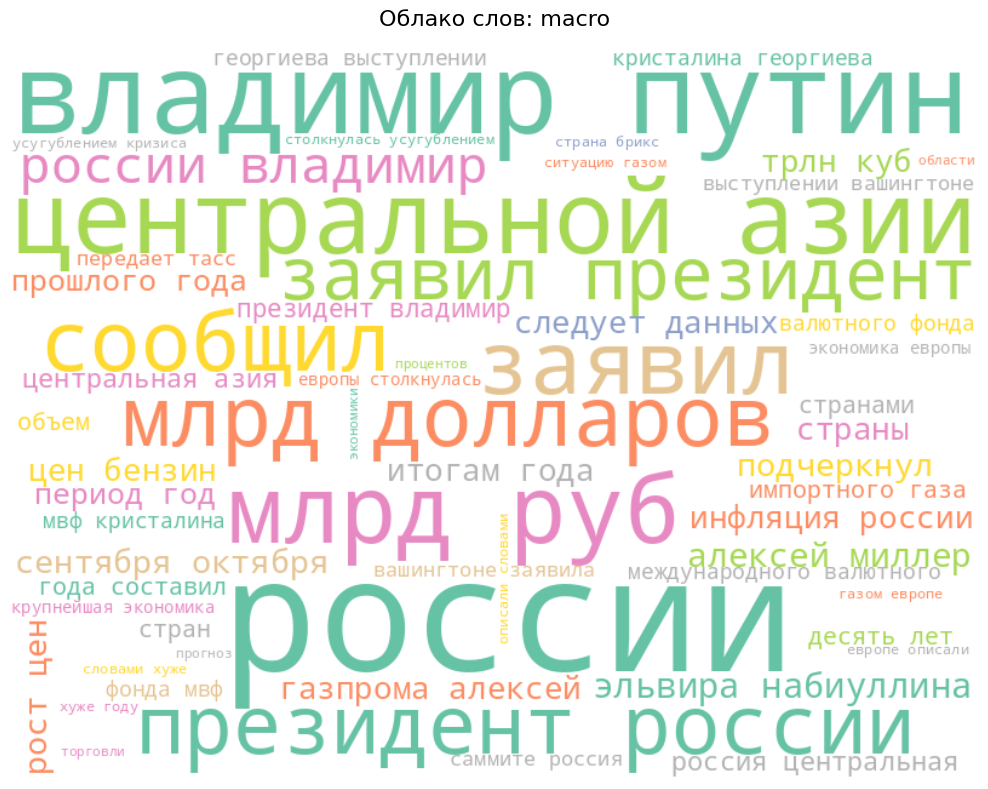 Облако слов: macro
георгиева выступлении
кристалина георгиева
владимир путин
усугублением кризиса
столкнулась усугублением
страна брикс
россии владимир
ситуацию газом
трлн куб
области
выступлении вашингтоне
центральной азии
передает тасс
заявил президент
прошлого года
президент владимир
сообщил
следует данных
валютного фонда
заявил
экономика европы
процентов
центральная азия
европы столкнулась
млрд долларов
экономики
странами
объем
страны
цен бензин
итогам года
подчеркнул
период год
млрд руб
импортного газа
мвф кристалина
инфляция россии
описали словами
сентября октября
вашингтоне заявила
алексей миллер
международного валютного
года составил
россии
газом европе
крупнейшая экономика
стран
десять лет
рост цен
прогноз
европе описали
словами хуже
фонда мвф
газпрома алексей
эльвира набиуллина
хуже году
президент россии
торговли
саммите россия
россия центральная